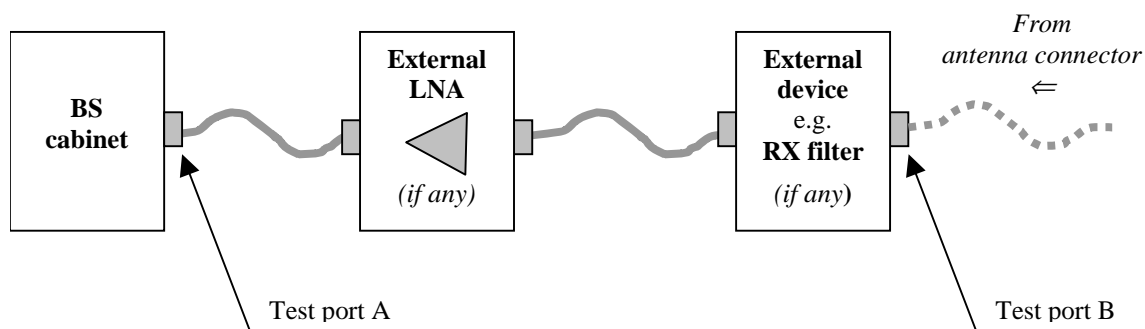 BS
cabinet
External
LNA
(if any)
External
device
e.g.
RX filter
(if any)
From
antenna connector
⇐
Test port A
Test port B